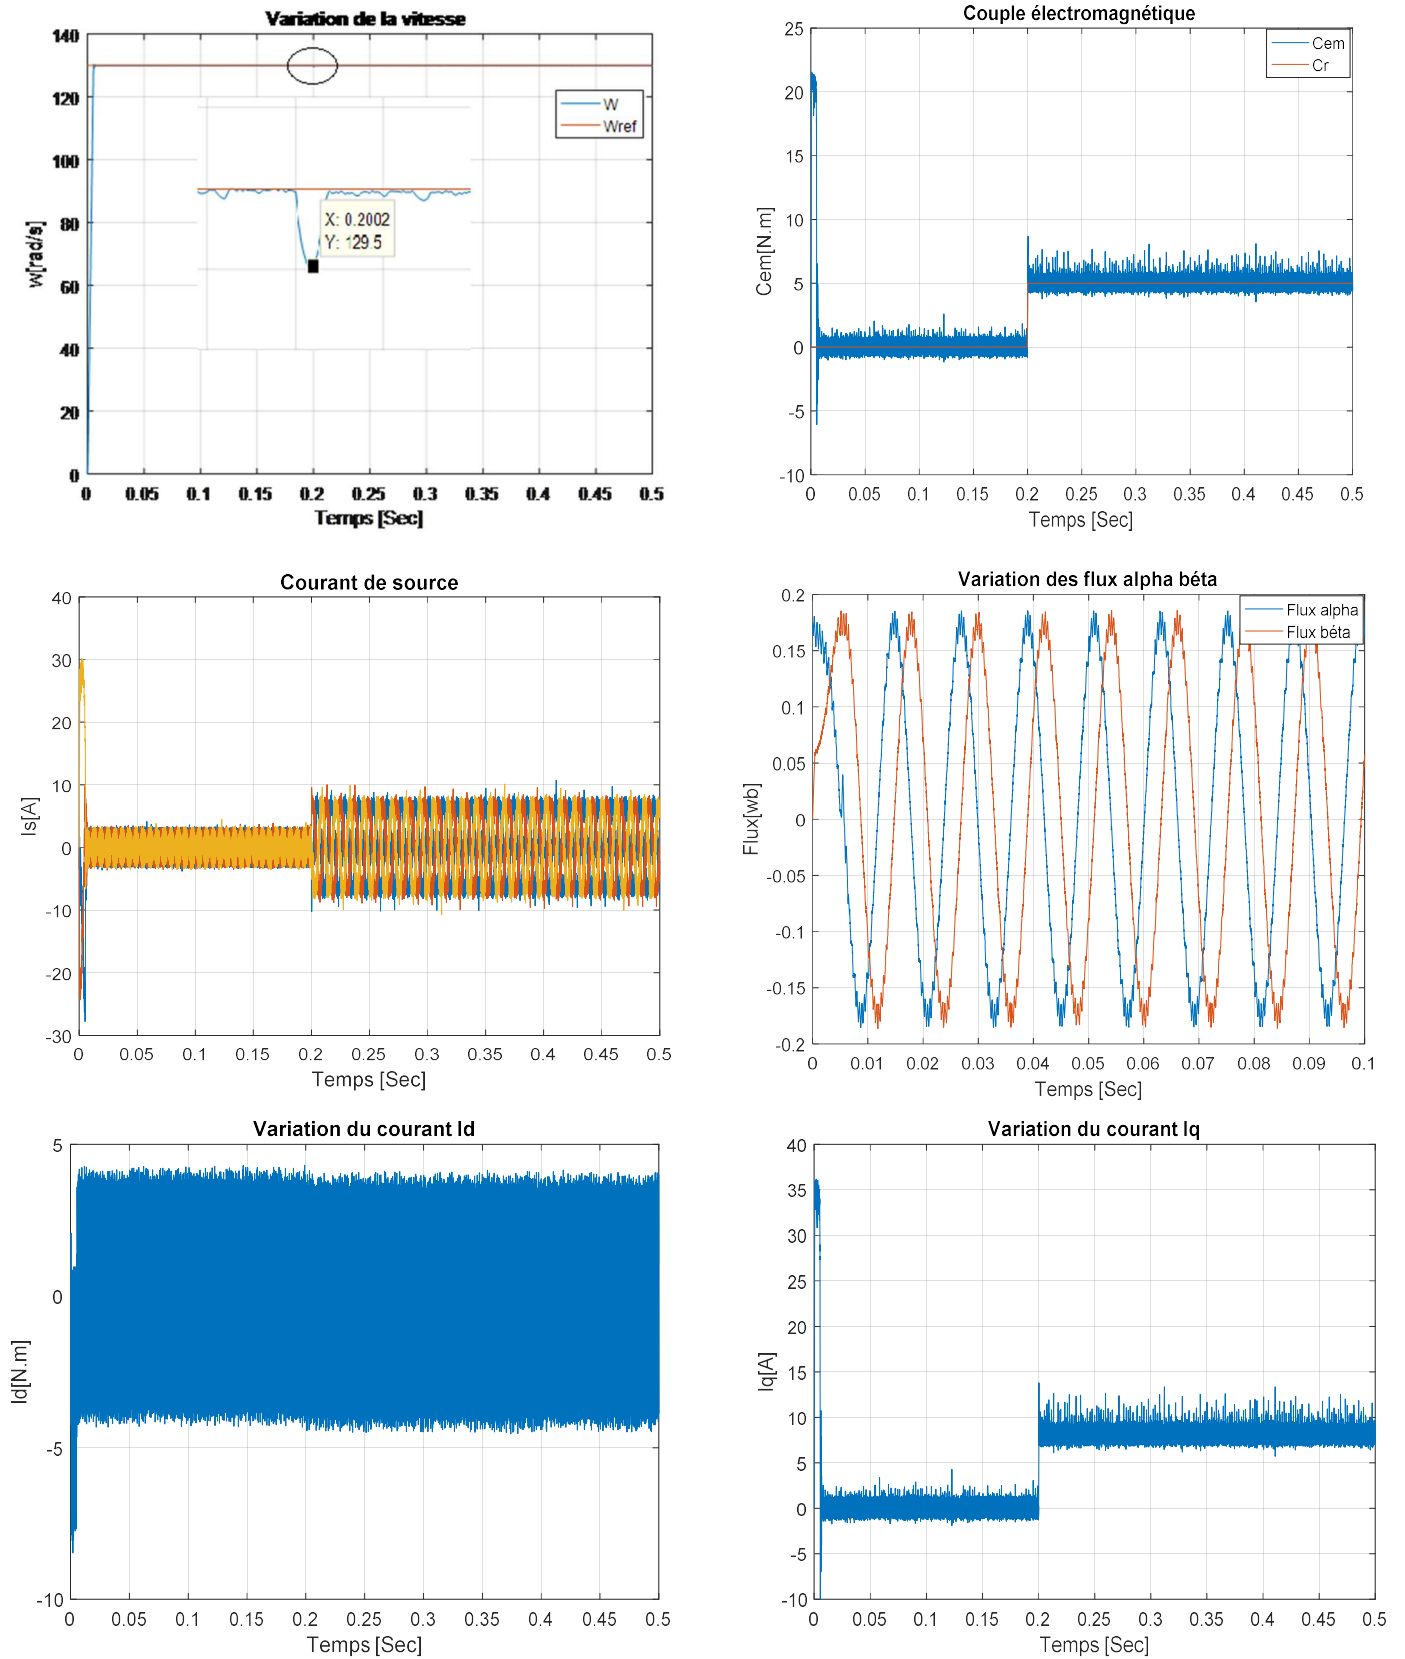 Variation de la vitesse
140
120
100
80
60
40
20
0
w[rad/s]
W
Wref
X: 0.2002
Y: 129.5
0 0.05 0.1 0.15 0.2 0.25 0.3 0.35 0.4 0.45 0.5
Temps [Sec]
Couple électromagnétique
25
20
15
10
5
0
-5
-10
Cem[N.m]
Cem
Cr
0 0.05 0.1 0.15 0.2 0.25 0.3 0.35 0.4 0.45 0.5
Temps [Sec]
Courant de source
40
30
20
10
0
-10
-20
-30
Is[A]
0 0.05 0.1 0.15 0.2 0.25 0.3 0.35 0.4 0.45 0.5
Temps [Sec]
Variation des flux alpha béta
0.2
0.15
0.1
0.05
0
-0.05
-0.1
-0.15
-0.2
Flux[wb]
Flux alpha
Flux béta
0 0.01 0.02 0.03 0.04 0.05 0.06 0.07 0.08 0.09 0.1
Temps [Sec]
Variation du courant Id
5
0
-5
-10
Id[N.m]
0 0.05 0.1 0.15 0.2 0.25 0.3 0.35 0.4 0.45 0.5
Temps [Sec]
Variation du courant Iq
40
35
30
25
20
15
10
5
0
-5
-10
Iq[A]
0 0.05 0.1 0.15 0.2 0.25 0.3 0.35 0.4 0.45 0.5
Temps [Sec]